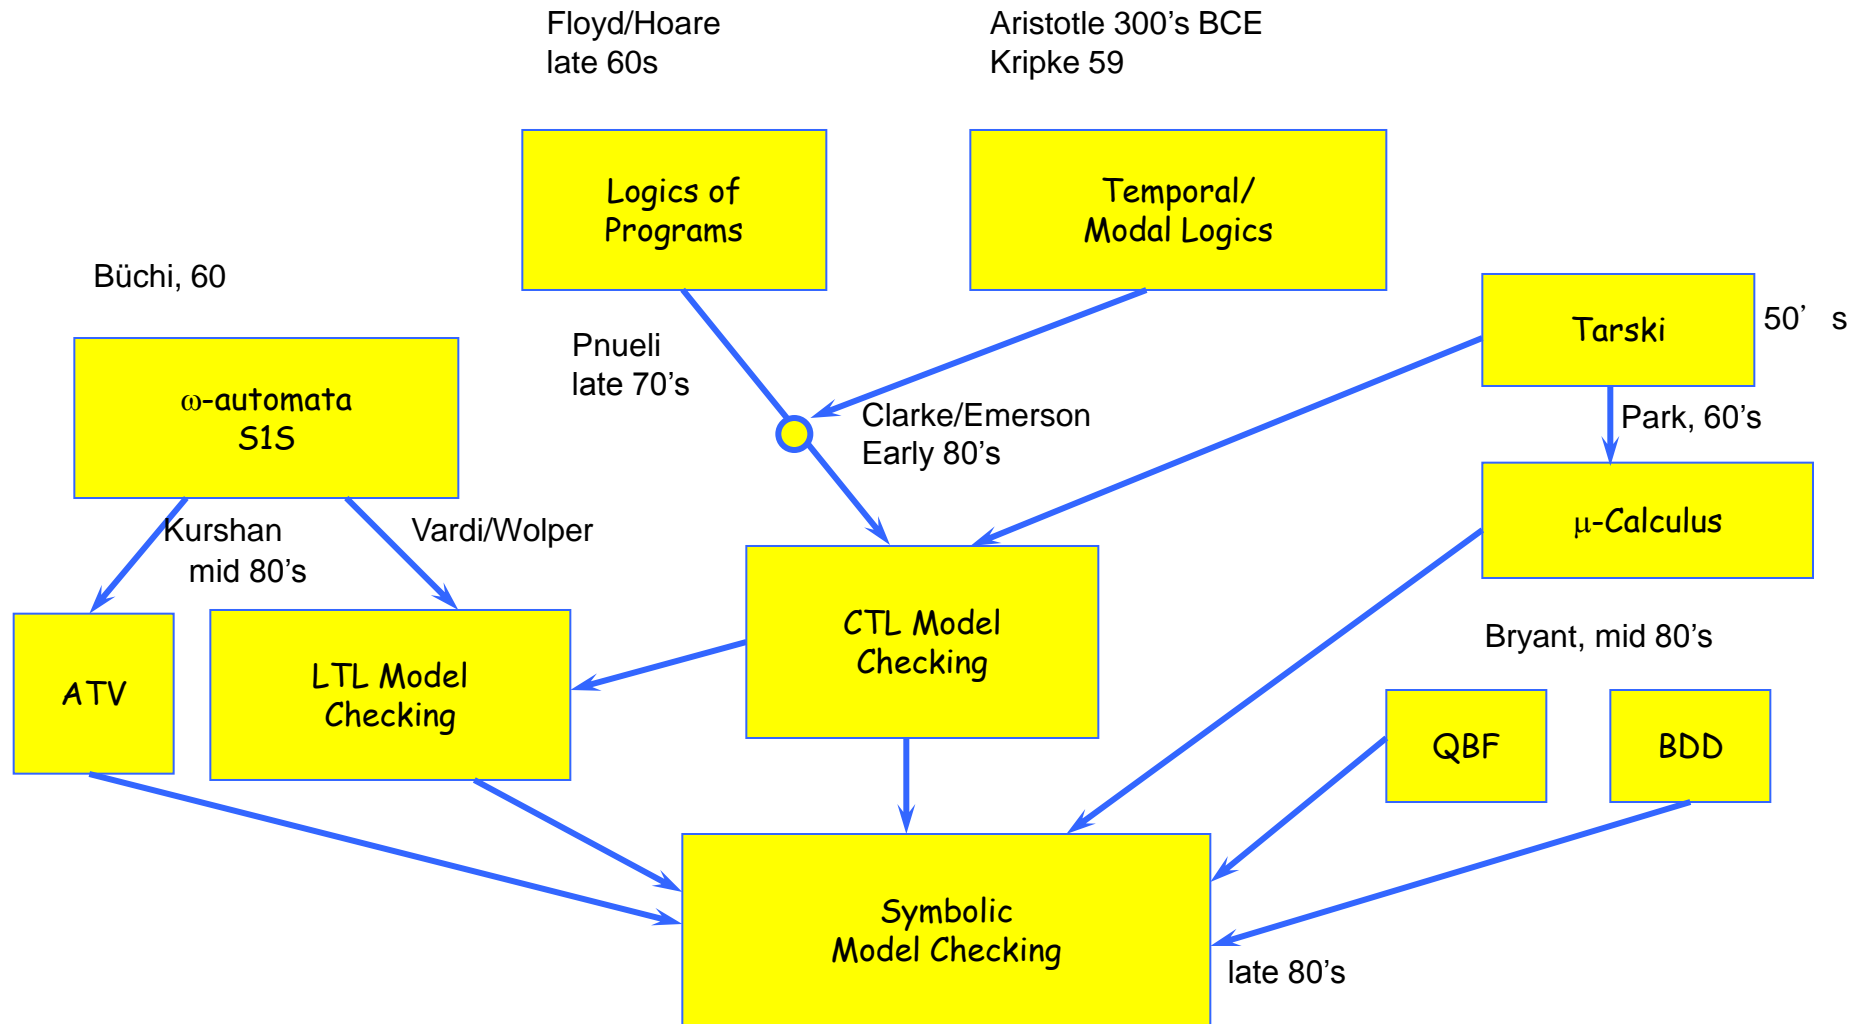 Floyd/Hoare
late 60s
Aristotle 300’s BCE
Kripke 59
Logics of
Programs
Temporal/
Modal Logics
Büchi, 60
ω-automata
S1S
Pnueli
late 70’s
Tarski
50’ s
Clarke/Emerson
Early 80’s
Park, 60’s
μ-Calculus
Kurshan
mid 80’s
Vardi/Wolper
CTL Model
Checking
ATV
LTL Model
Checking
Bryant, mid 80’s
QBF
BDD
Symbolic
Model Checking
late 80’s